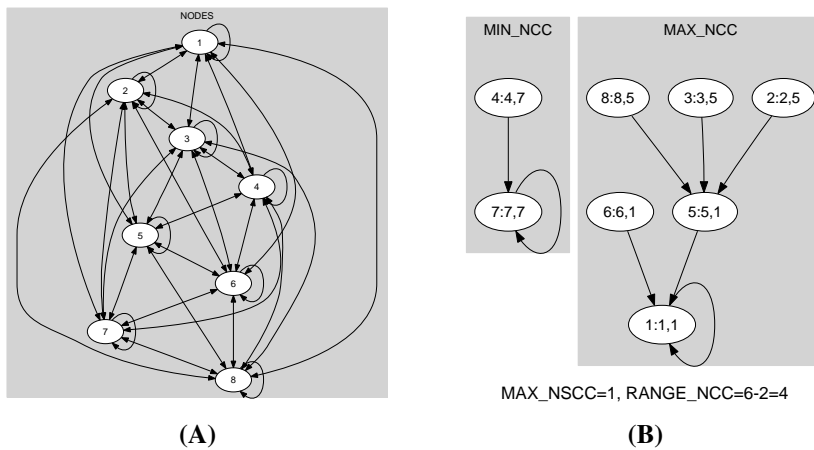 NODES
1
2
3
4
5
6
7
8
(A)
MIN_NCC
4:4,7
7:7,7
MAX_NCC
8:8,5
3:3,5
2:2,5
6:6,1
5:5,1
1:1,1
MAX_NSCC=1, RANGE_NCC=6-2=4
(B)